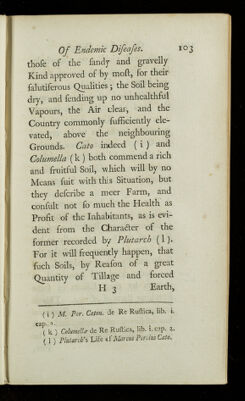 Of Endemic Diſeaſes. 103
thoſe of the ſandy and gravelly
Kind approved of by moſt, for their
ſalutiferous Qualities; the Soil being
dry, and ſending up no unhealthful
Vapours, the Air clear, and the
Country commonly ſufficiently ele-
vated, above the neighbouring
Grounds. Cato indeed (i) and
Columella (k) both commend a rich
and fruitful Soil, which will by no
Means ſuit with this Situation, but
they deſcribe a meer Farm, and
conſult not ſo much the Health as
Profit of the Inhabitants, as is evi-
dent from the Character of the
former recorded by Plutarch (l).
For it will frequently happen, that
ſuch Soils, by Reaſon of a great
Quantity of Tillage and forced
H 3 Earth,
(i) M. Por. Caton. de Re Ruſtica, lib. i.
cap.
(k) Columellæ de Re Ruſtica, lib. i. cap. 2.
(l) Plutarch's Life of Marcus Porcius Cato.